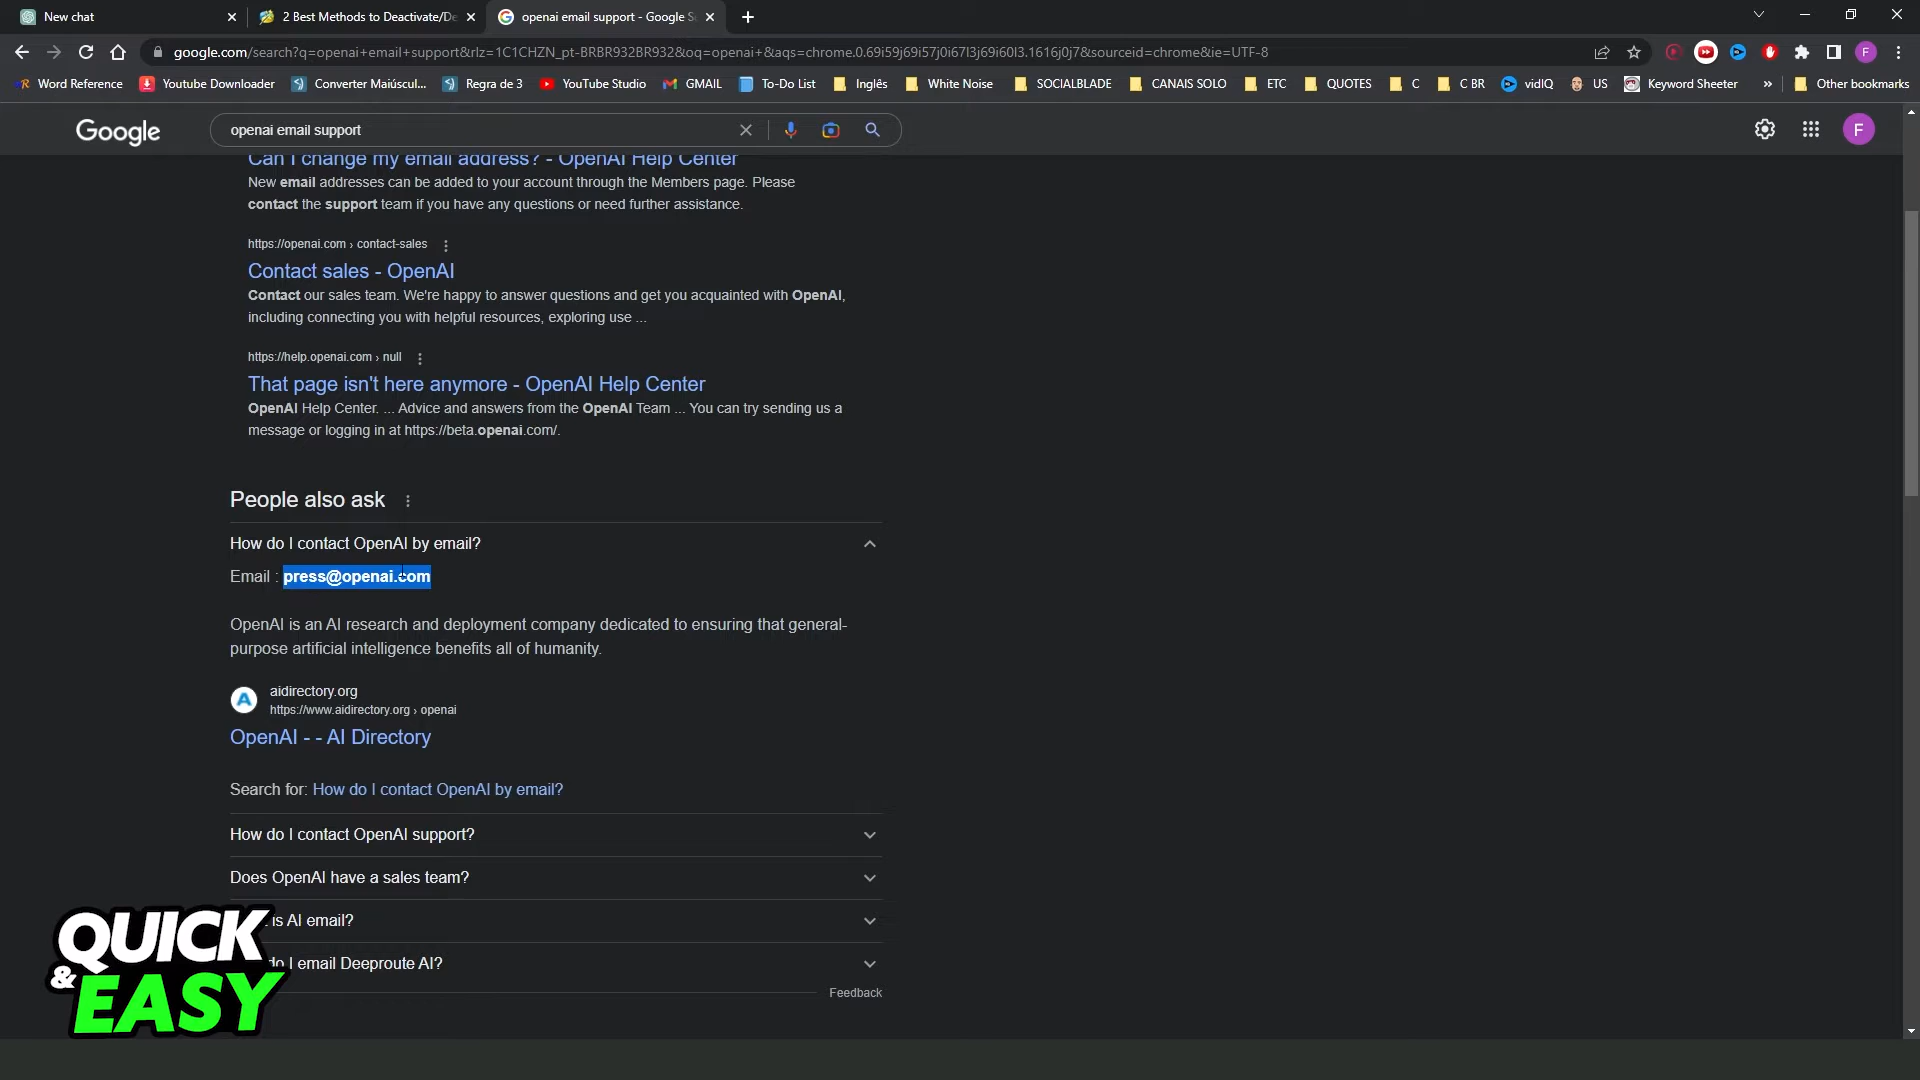 New chat
2 Best Methods to Deactivate/De
openai email support - Google S
google.com/search?q=openai+email+support&rlz=1C1CHZN_pt-BRBR932BR932&oq=openai+&aqs=chrome.0.69i59j69i57j0i67l3j69i60l3.1616j0j7&sourceid=chrome&ie=UTF-8
F
Word Reference
Youtube Downloader
Converter Maiúscul...
Regra de 3
YouTube Studio
GMAIL
To-Do List
Inglês
White Noise
SOCIALBLADE
CANAIS SOLO
ETC
QUOTES
C
C BR
vidIQ
US
Keyword Sheeter
»
Other bookmarks
Google
openai email support
F
Can I change my email address? - OpenAI Help Center
New email addresses can be added to your account through the Members page. Please
contact the support team if you have any questions or need further assistance.
https://openai.com › contact-sales
Contact sales - OpenAI
Contact our sales team. We're happy to answer questions and get you acquainted with OpenAI,
including connecting you with helpful resources, exploring use ...
https://help.openai.com › null
That page isn't here anymore - OpenAI Help Center
OpenAI Help Center. ... Advice and answers from the OpenAI Team ... You can try sending us a
message or logging in at https://beta.openai.com/.
People also ask
How do I contact OpenAI by email?
Email : press@openai.com
OpenAI is an AI research and deployment company dedicated to ensuring that general-
purpose artificial intelligence benefits all of humanity.
A
aidirectory.org
https://www.aidirectory.org › openai
OpenAI - - AI Directory
Search for: How do I contact OpenAI by email?
How do I contact OpenAI support?
Does OpenAI have a sales team?
is AI email?
do I email Deeproute AI?
Feedback
QUICK
&EASY